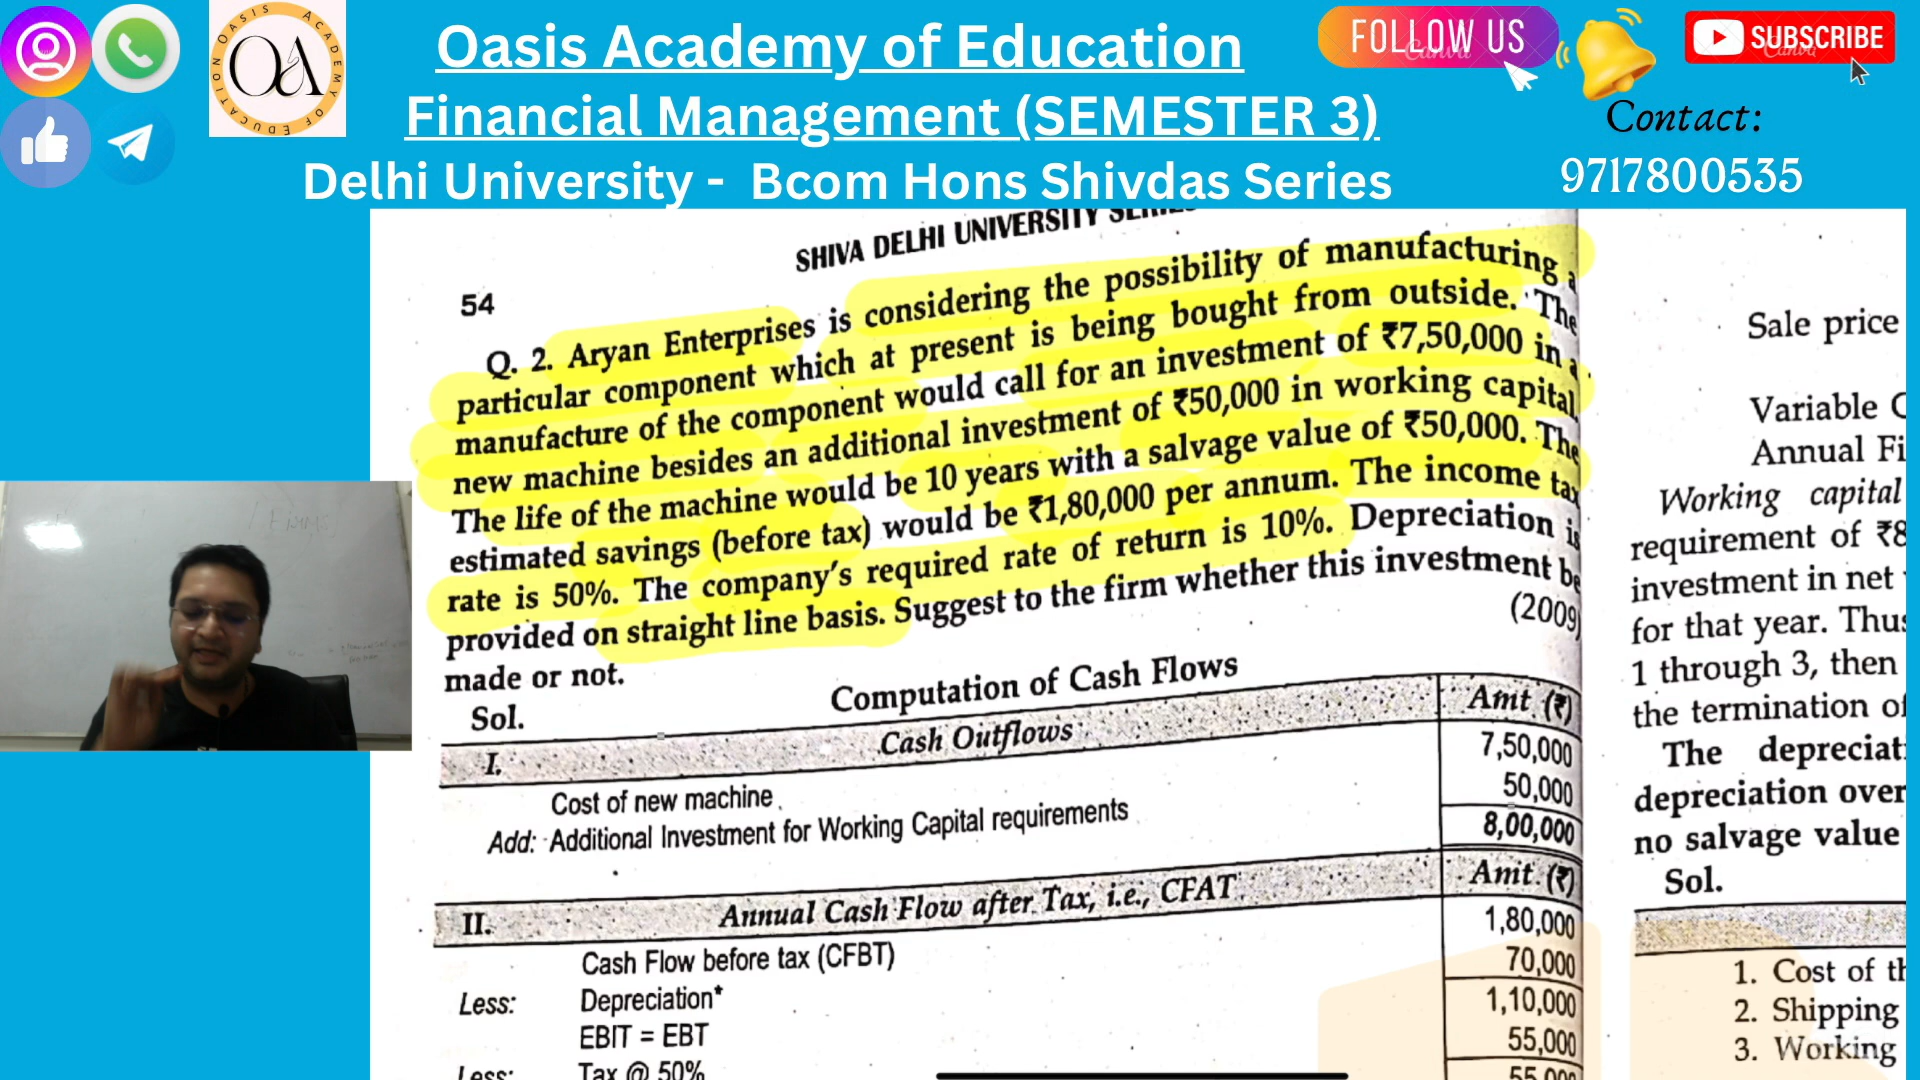 OASIS ACADEMY OF EDUCATION
OA
Oasis Academy of Education
Financial Management (SEMESTER 3)
Delhi University - Bcom Hons Shivdas Series
FOLLOW US
Canva
SUBSCRIBE
Canva
Contact:
9717800535
SHIVA DELHI UNIVERSITY
54
Q. 2. Aryan Enterprises is considering the possibility of manufacturing a
particular component which at present is being bought from outside. The
manufacture of the component would call for an investment of ₹7,50,000 in a
new machine besides an additional investment of ₹50,000 in working capital.
The life of the machine would be 10 years with a salvage value of ₹50,000. The
estimated savings (before tax) would be ₹1,80,000 per annum. The income tax
rate is 50%. The company's required rate of return is 10%. Depreciation is
provided on straight line basis. Suggest to the firm whether this investment be
made or not.
(2009)
Sol.
Computation of Cash Flows
I. Cash Outflows Amt (₹)
Cost of new machine 7,50,000
Add: Additional Investment for Working Capital requirements 50,000
8,00,000
II. Annual Cash Flow after Tax, i.e., CFAT Amt (₹)
Cash Flow before tax (CFBT) 1,80,000
Less: Depreciation* 70,000
EBIT = EBT 1,10,000
Less: Tax @ 50% 55,000
55,000
Sale price
Variable C
Annual Fi
Working capital
requirement of ₹8
investment in net
for that year. Thus
1 through 3, then
the termination of
The depreciat
depreciation over
no salvage value
Sol.
1. Cost of th
2. Shipping
3. Working